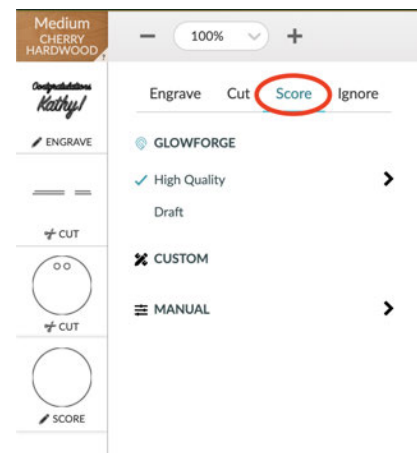 Medium
CHERRY
HARDWOOD
100%
Congratulations
Kathy!
ENGRAVE
CUT
CUT
SCORE
Engrave Cut Score Ignore
GLOWFORGE
High Quality
Draft
CUSTOM
MANUAL